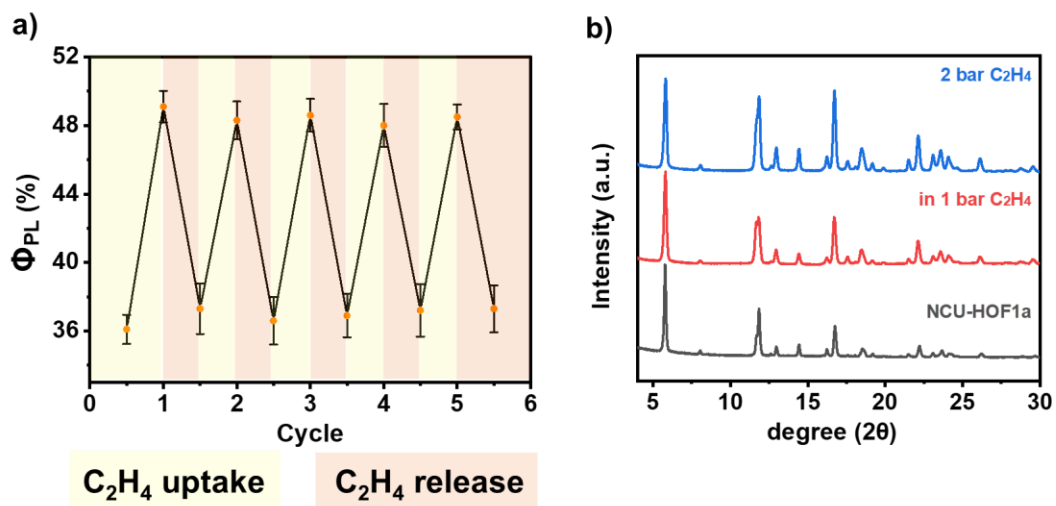 a)
52
48
44
40
36
ΦPL (%)
0 1 2 3 4 5 6
Cycle
C2H4 uptake C2H4 release
b)
2 bar C2H4
in 1 bar C2H4
NCU-HOF1a
Intensity (a.u.)
5 10 15 20 25 30
degree (2θ)